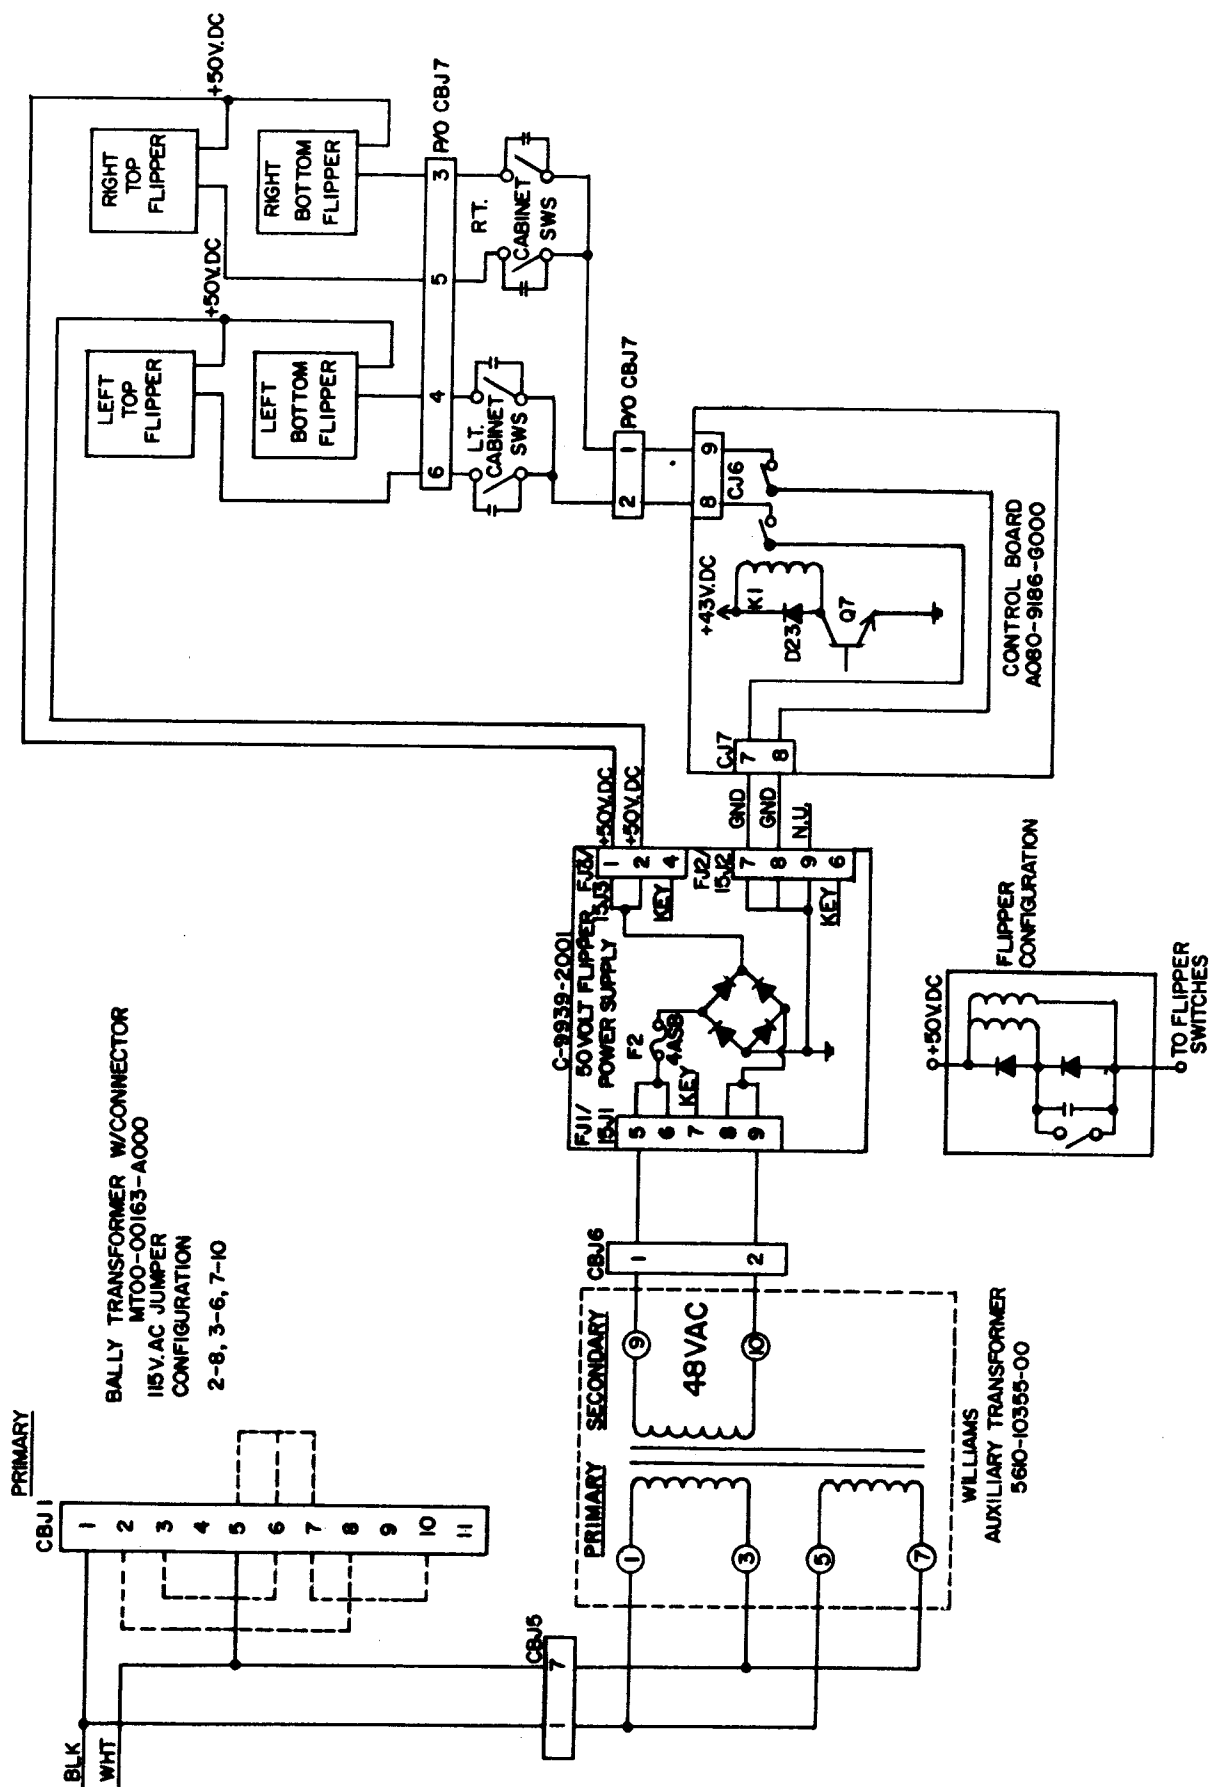 PRIMARY
CBJ1
1
2
3
4
5
6
7
8
9
10
11
BLK
WHT
BALLY TRANSFORMER W/CONNECTOR
MT00-00163-A000
115V.AC JUMPER
CONFIGURATION
2-8, 3-6, 7-10
CBJ5
1
7
PRIMARY
SECONDARY
1
3
5
7
48VAC
9
10
WILLIAMS
AUXILIARY TRANSFORMER
5610-10355-00
CBJ6
1
2
C-9939-2001
50VOLT FLIPPER
POWER SUPPLY
FJ1/
15J1
5
6
7
8
9
KEY
F2
4ASB
FJ3/
15J3
1
2
4
KEY
+50V.DC
+50V.DC
FJ2/
15J2
7
8
9
6
KEY
GND
GND
N.U.
FLIPPER
CONFIGURATION
+50V.DC
TO FLIPPER
SWITCHES
CJ7
7
8
+43V.DC
K1
D23
Q7
CJ6
8
9
CONTROL BOARD
A080-9186-G000
P/O CBJ7
2
1
LEFT
TOP
FLIPPER
LEFT
BOTTOM
FLIPPER
+50V.DC
RIGHT
TOP
FLIPPER
RIGHT
BOTTOM
FLIPPER
+50V.DC
P/O CBJ7
6
4
5
3
LT.
CABINET
SWS
RT.
CABINET
SWS